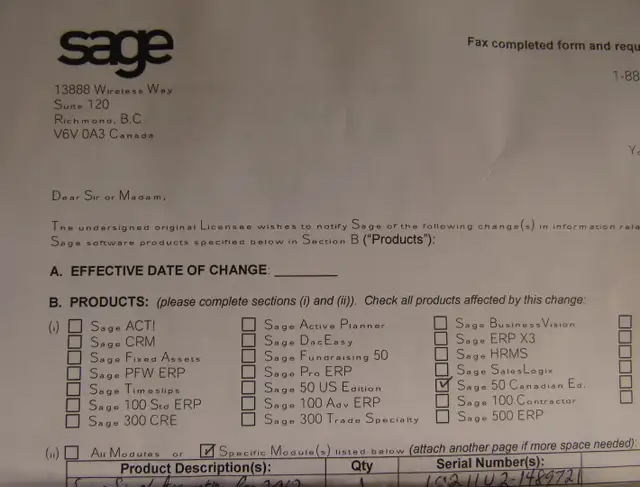 sage
Fax completed form and requ
13888 Wireless Way
1-88
Suite 120
Richmond, B.C
V6V 0A3 Canada
Dear Sir or Madam,
The undersigned original Licensee wishes to notify Sage of the following change(s) in information rela
Sage software products specified below in Section B ("Products"):
A. EFFECTIVE DATE OF CHANGE:
B. PRODUCTS: (please complete sections (i) and (ii)). Check all products affected by this change:
(i) Sage ACT! Sage Active Planner Sage BusinessVision
Sage CRM Sage DacEasy Sage ERP X3
Sage Fixed Assets Sage Fundraising 50 Sage HRMS
Sage PFW ERP Sage Pro ERP Sage SalesLogix
Sage Timeslips Sage 50 US Edition Sage 50 Canadian Ed.
Sage 100 Std ERP Sage 100 Adv ERP Sage 100 Contractor
Sage 300 CRE Sage 300 Trade Specialty Sage 500 ERP
(ii) All Modules or Specific Module(s) listed below (attach another page if more space needed):
Product Description(s): Qty Serial Number(s):